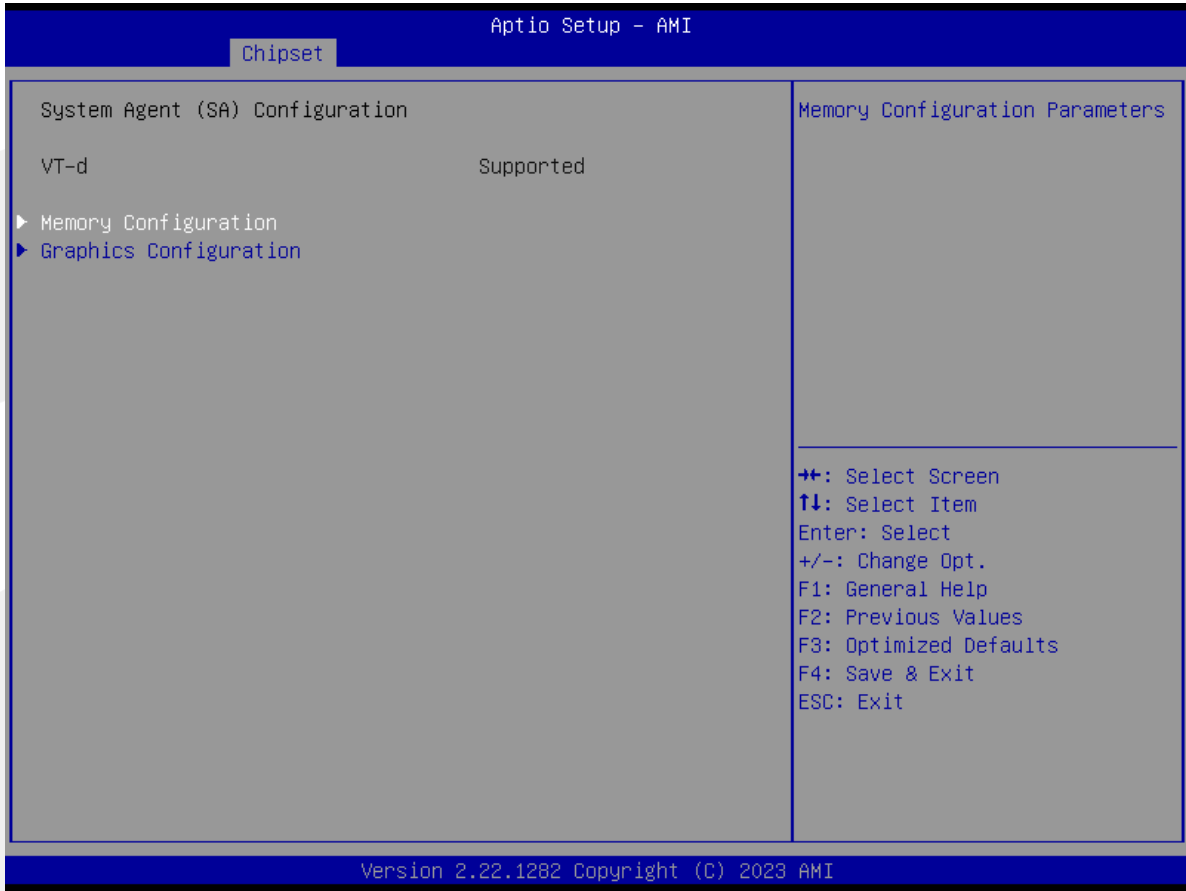 Aptio Setup – AMI
Chipset
System Agent (SA) Configuration
VT-d Supported
Memory Configuration
Graphics Configuration
Memory Configuration Parameters
→←: Select Screen
↑↓: Select Item
Enter: Select
+/-: Change Opt.
F1: General Help
F2: Previous Values
F3: Optimized Defaults
F4: Save & Exit
ESC: Exit
Version 2.22.1282 Copyright (C) 2023 AMI